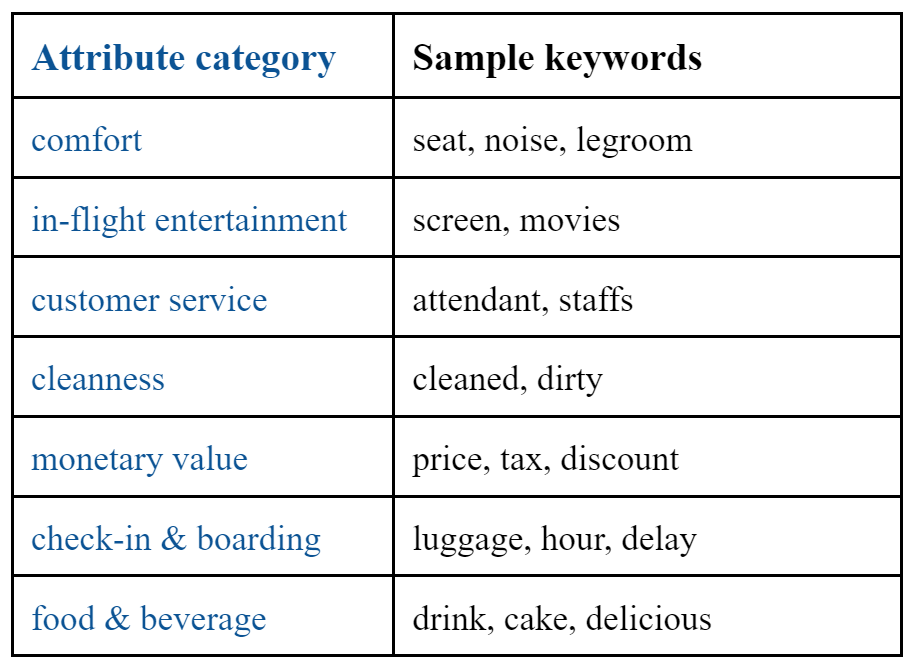 Attribute category Sample keywords
comfort seat, noise, legroom
in-flight entertainment screen, movies
customer service attendant, staffs
cleanness cleaned, dirty
monetary value price, tax, discount
check-in & boarding luggage, hour, delay
food & beverage drink, cake, delicious